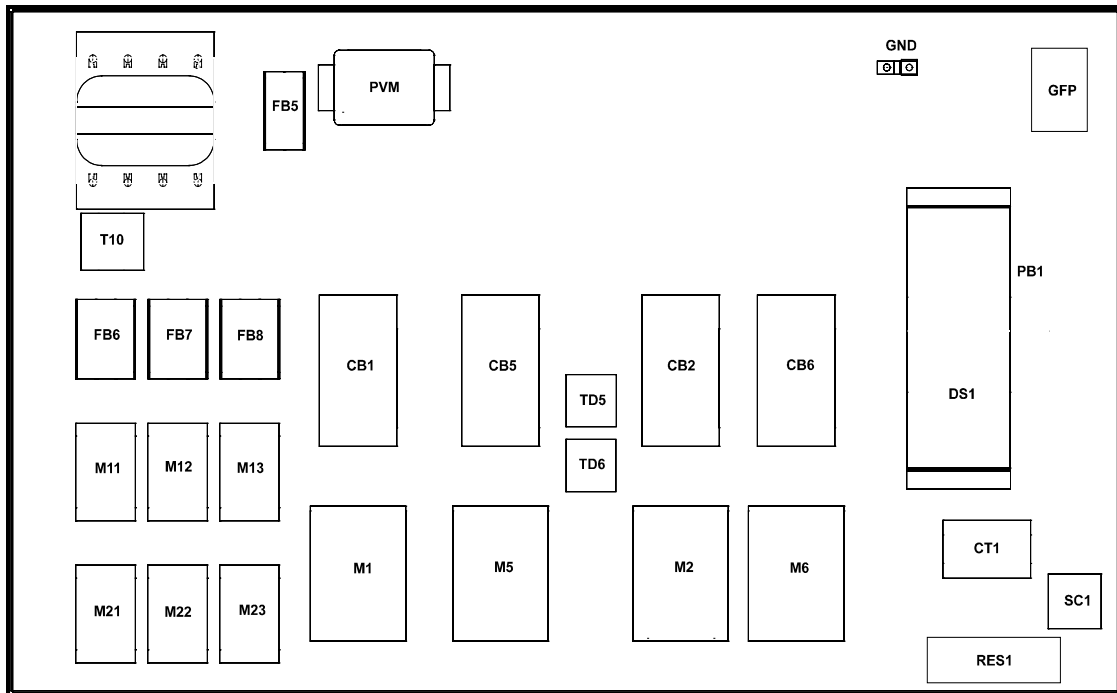 GND
PVM
GFP
FB5
T10
PB1
FB6 FB7 FB8
CB1 CB5 CB2 CB6
DS1
TD5
TD6
M11 M12 M13
CT1
M1 M5 M2 M6
SC1
M21 M22 M23
RES1